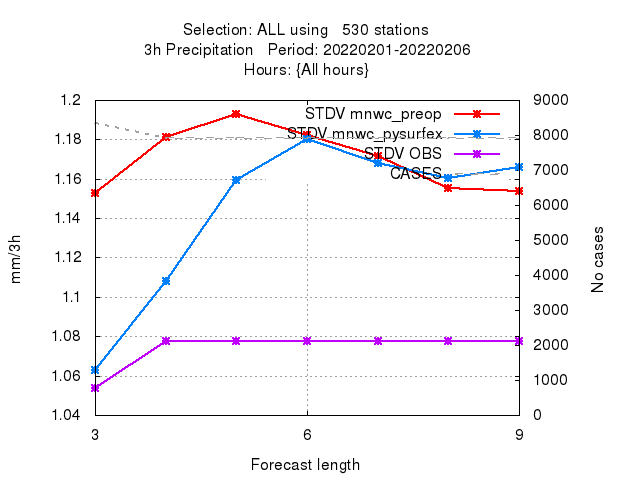 Selection: ALL using   530 stations
3h Precipitation   Period: 20220201-20220206
Hours: {All hours}
1.2
1.18
1.16
1.14
1.12
1.1
1.08
1.06
1.04
mm/3h
STDV mnwc_preop
STDV mnwc_pysurfex
STDV OBS
CASES
9000
8000
7000
6000
5000
4000
3000
2000
1000
0
No cases
3 6 9
Forecast length